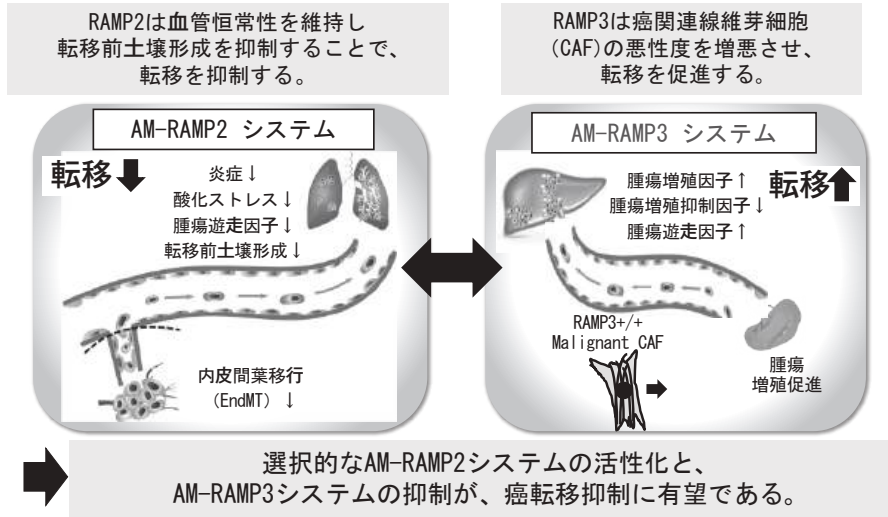 RAMP2は血管恒常性を維持し
転移前土壌形成を抑制することで、
転移を抑制する。
RAMP3は癌関連線維芽細胞
(CAF)の悪性度を増悪させ、
転移を促進する。
AM-RAMP2 システム
転移
炎症↓
酸化ストレス↓
腫瘍遊走因子↓
転移前土壌形成↓
内皮間葉移行
(EndMT) ↓
AM-RAMP3 システム
転移
腫瘍増殖因子↑
腫瘍増殖抑制因子↓
腫瘍遊走因子↑
RAMP3+/+
Malignant CAF
腫瘍
増殖促進
選択的なAM-RAMP2システムの活性化と、
AM-RAMP3システムの抑制が、癌転移抑制に有望である。